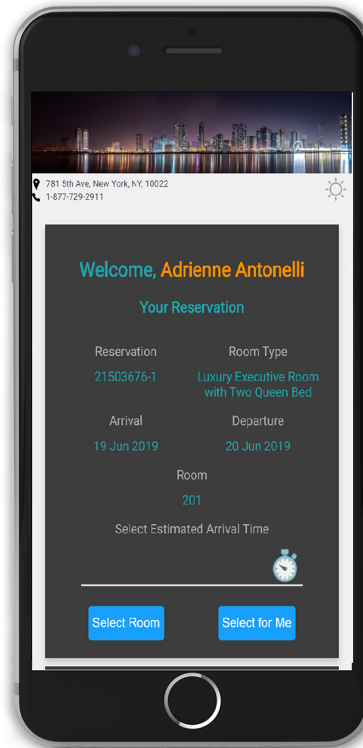 781 5th Ave, New York, NY, 10022
1-877-729-2911
Welcome, Adrienne Antonelli
Your Reservation
Reservation
Room Type
21503676-1
Luxury Executive Room
with Two Queen Bed
Arrival
Departure
19 Jun 2019
20 Jun 2019
Room
201
Select Estimated Arrival Time
Select Room
Select for Me